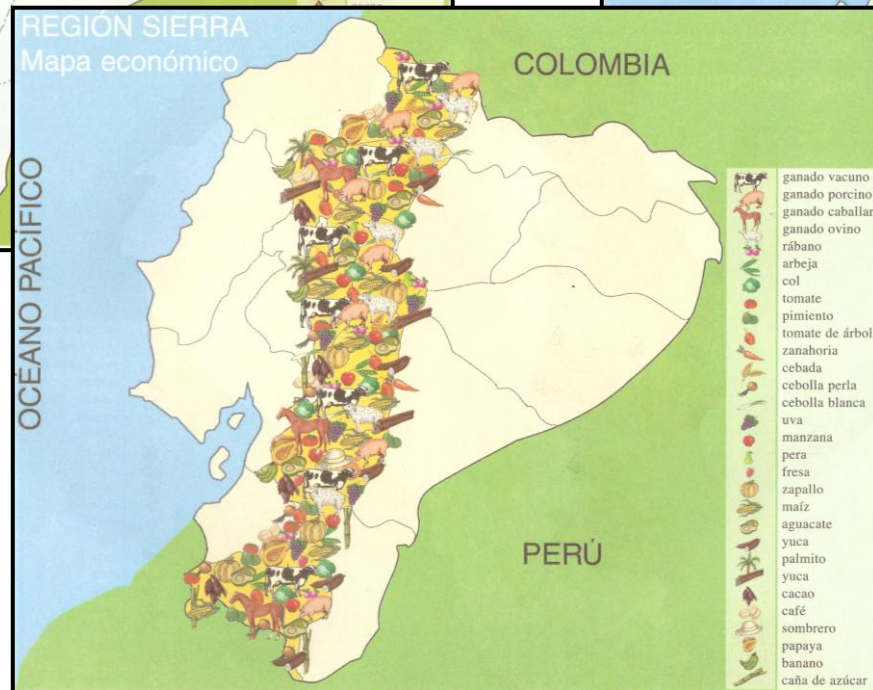 REGIÓN SIERRA
Mapa económico
COLOMBIA
OCÉANO PACÍFICO
PERÚ
ganado vacuno
ganado porcino
ganado caballar
ganado ovino
rábano
arbeja
col
tomate
pimiento
tomate de árbol
zanahoria
cebada
cebolla perla
cebolla blanca
uva
manzana
pera
fresa
zapallo
maíz
aguacate
yuca
palmito
yuca
cacao
café
sombrero
papaya
banano
caña de azúcar